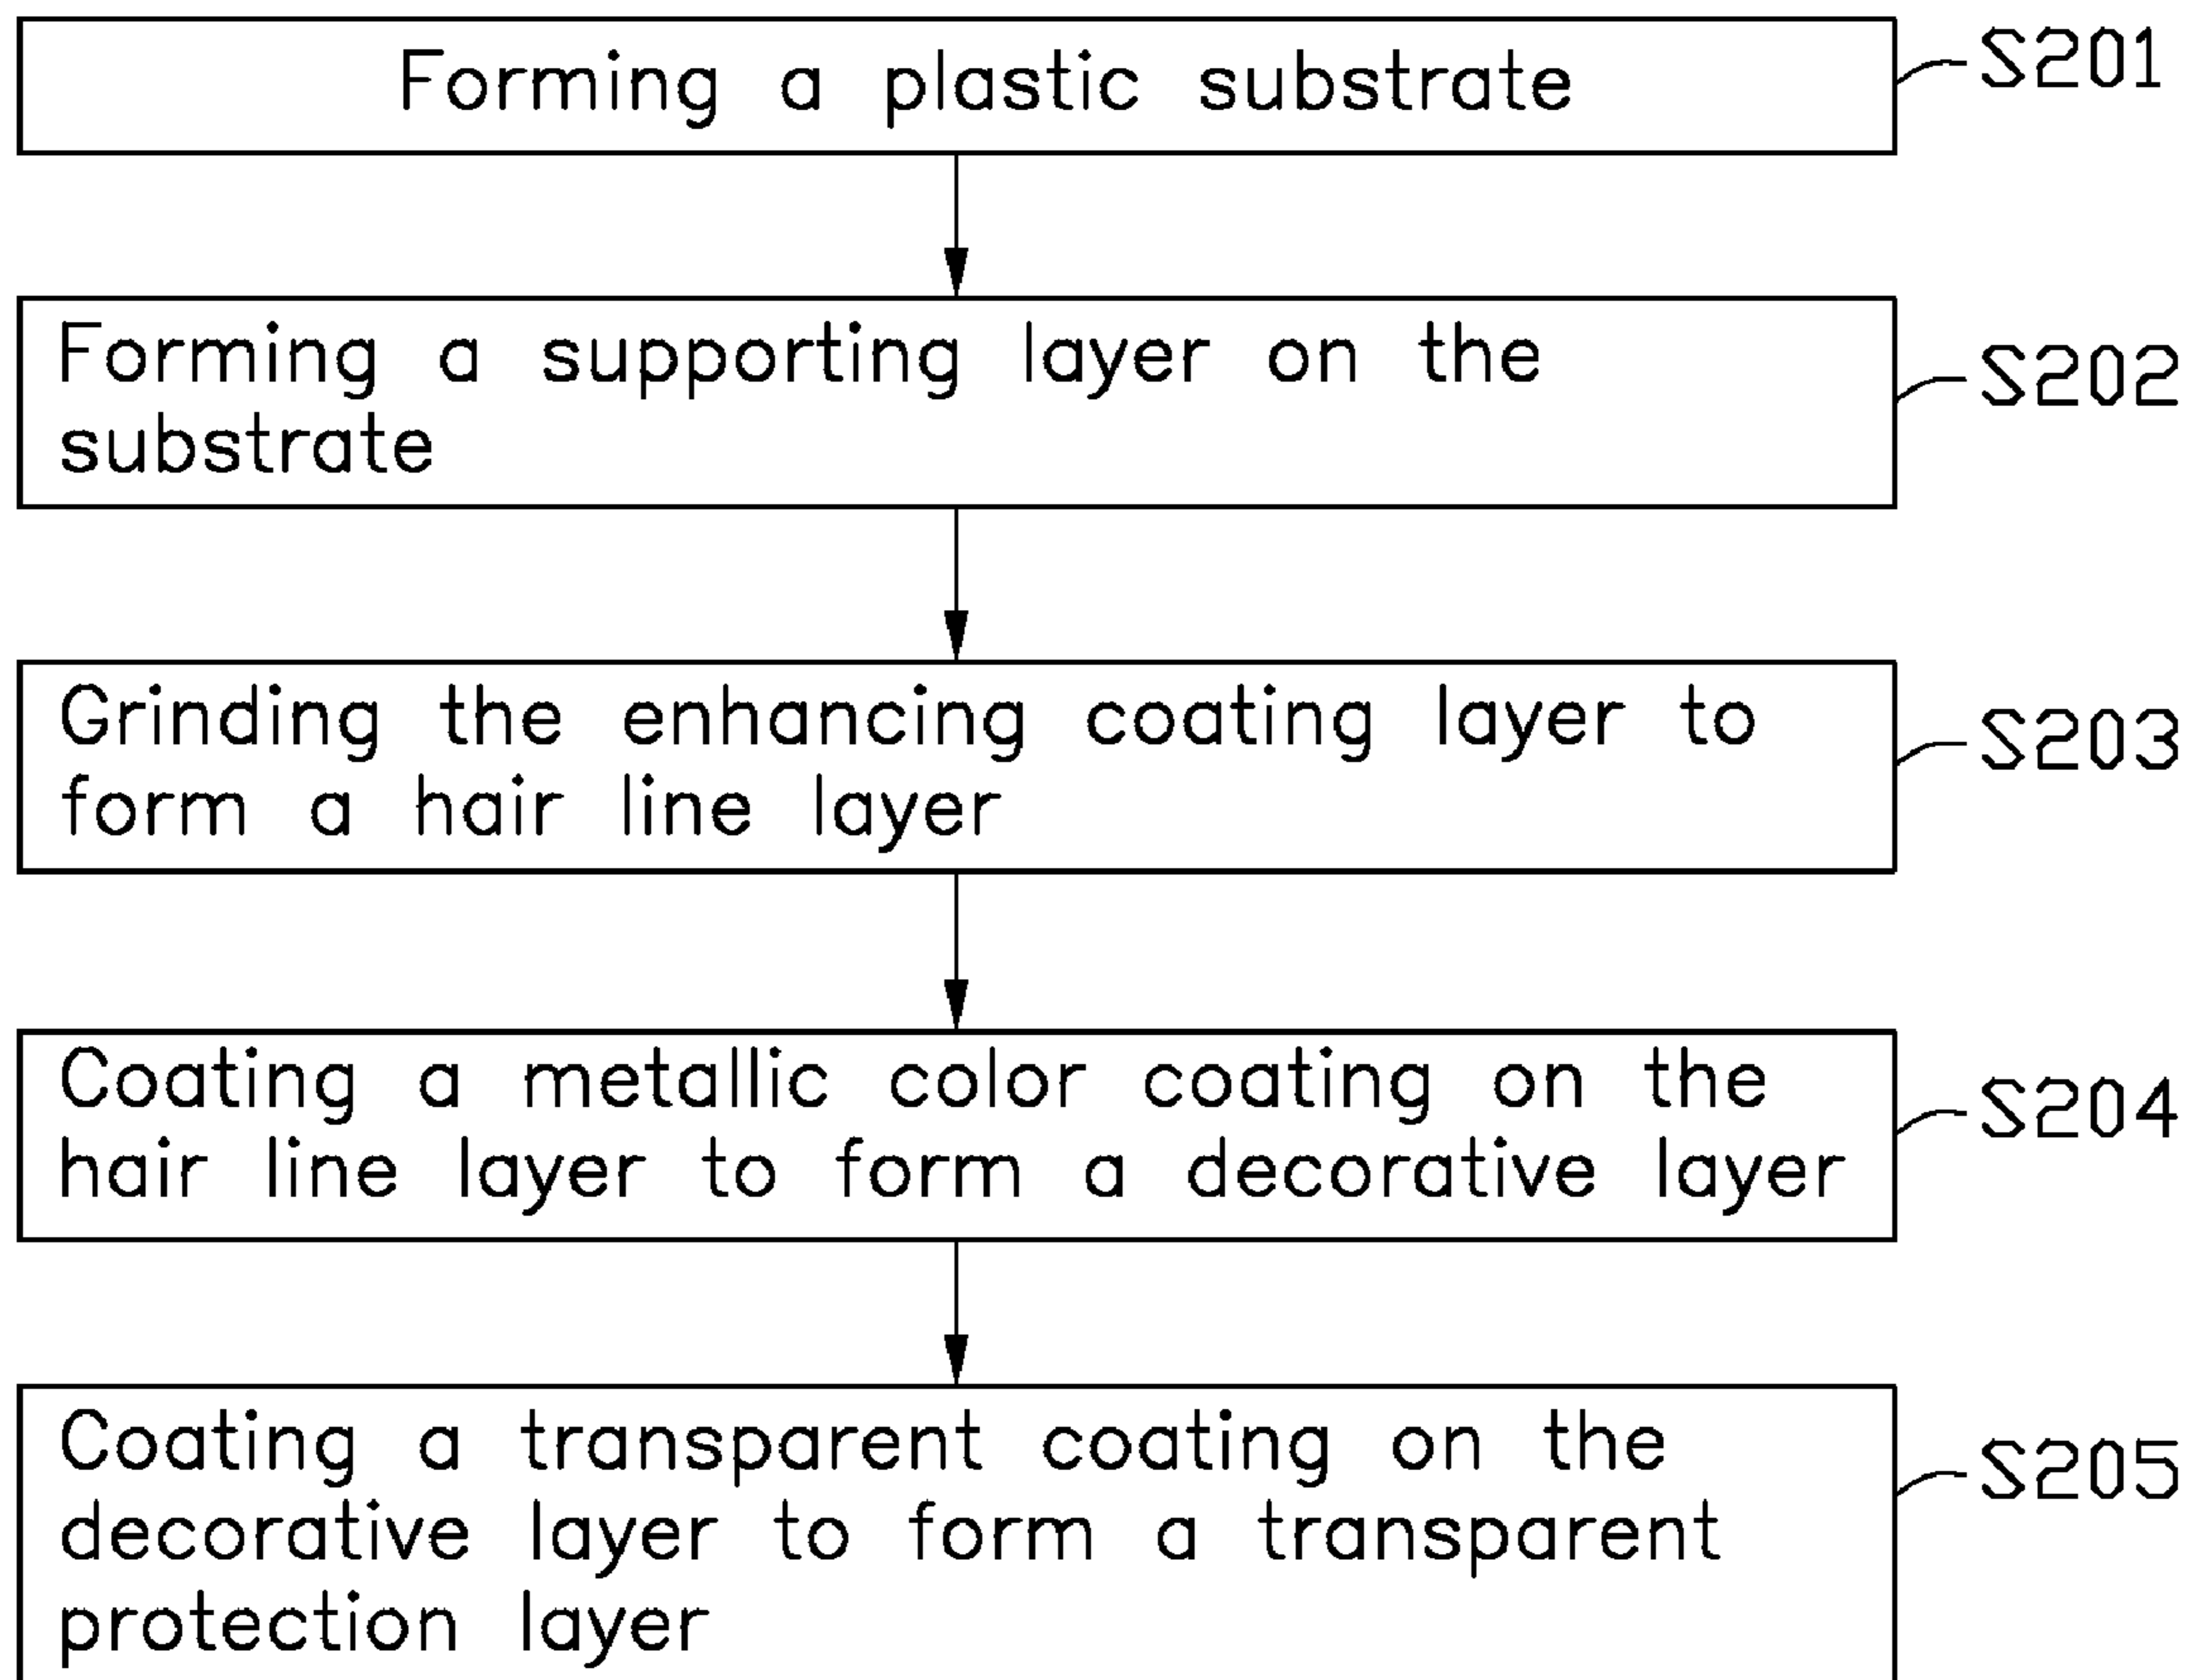 Forming a plastic substrate
S201
Forming a supporting layer on the
substrate
S202
Grinding the enhancing coating layer to
form a hair line layer
S203
Coating a metallic color coating on the
hair line layer to form a decorative layer
S204
Coating a transparent coating on the
decorative layer to form a transparent
protection layer
S205